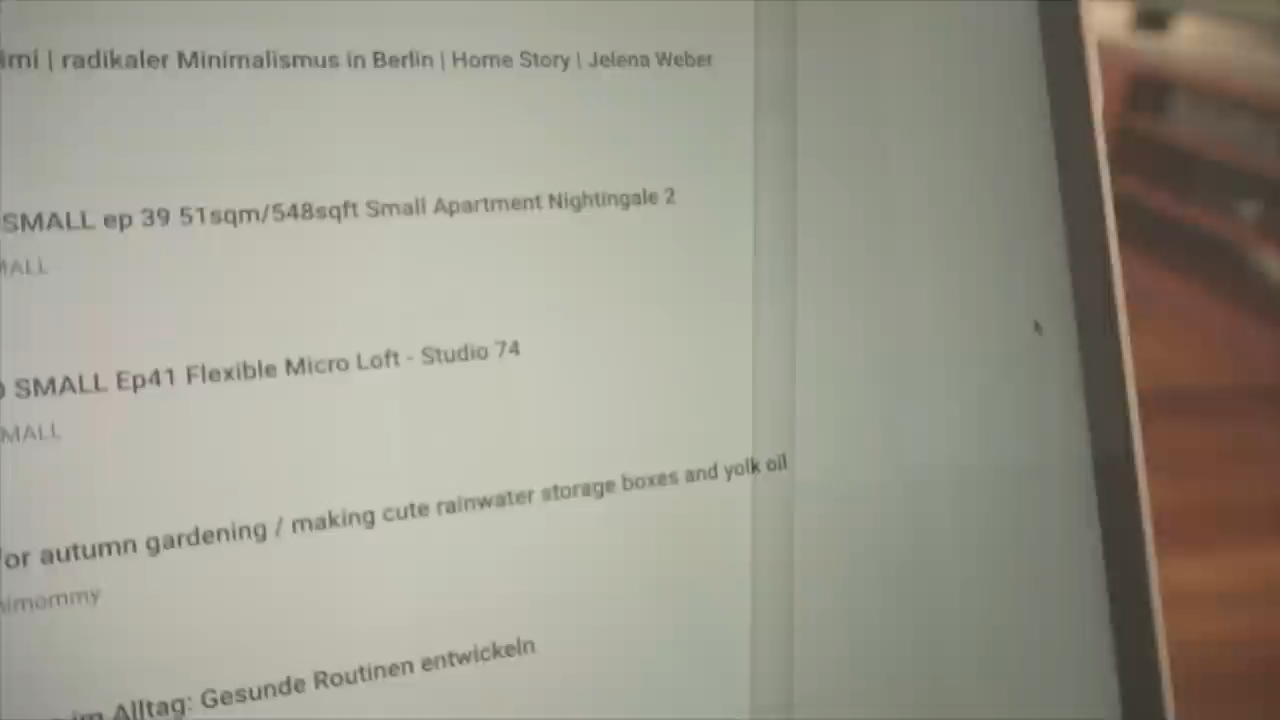 | radikaler Minimalismus in Berlin | Home Story | Jelena Weber
SMALL ep 39 51sqm/548sqft Small Apartment Nightingale 2
MALL
SMALL Ep41 Flexible Micro Loft - Studio 74
MALL
or autumn gardening / making cute rainwater storage boxes and yolk oil
mommy
im Alltag: Gesunde Routinen entwickeln